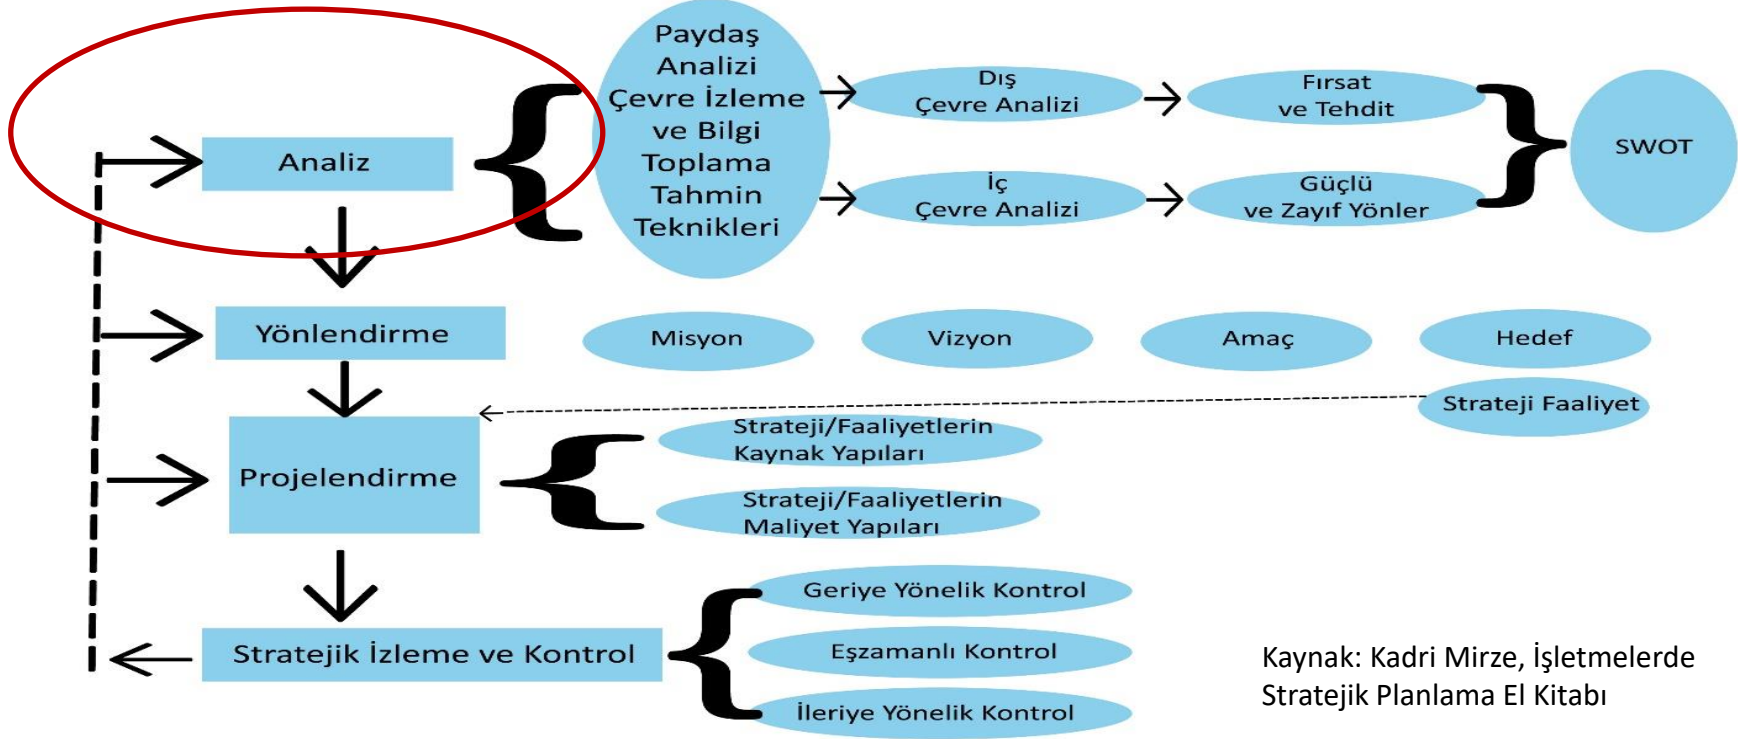 Paydaş
Analizi
Çevre İzleme
ve Bilgi
Toplama
Tahmin
Teknikleri
Dış
Çevre Analizi
Fırsat
ve Tehdit
SWOT
Analiz
İç
Çevre Analizi
Güçlü
ve Zayıf Yönler
Yönlendirme
Misyon
Vizyon
Amaç
Hedef
Strateji Faaliyet
Projelendirme
Strateji/Faaliyetlerin
Kaynak Yapıları
Strateji/Faaliyetlerin
Maliyet Yapıları
Stratejik İzleme ve Kontrol
Geriye Yönelik Kontrol
Eşzamanlı Kontrol
İleriye Yönelik Kontrol
Kaynak: Kadri Mirze, İşletmelerde
Stratejik Planlama El Kitabı